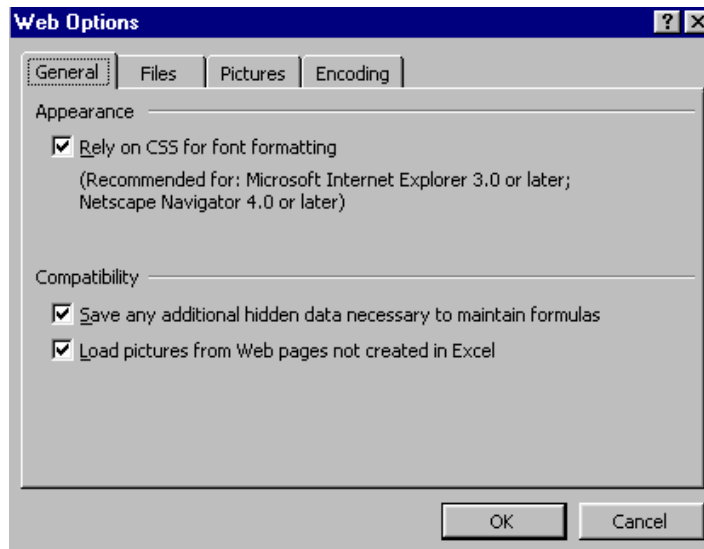 Web Options
General Files Pictures Encoding
Appearance
Rely on CSS for font formatting
(Recommended for: Microsoft Internet Explorer 3.0 or later;
Netscape Navigator 4.0 or later)
Compatibility
Save any additional hidden data necessary to maintain formulas
Load pictures from Web pages not created in Excel
OK Cancel